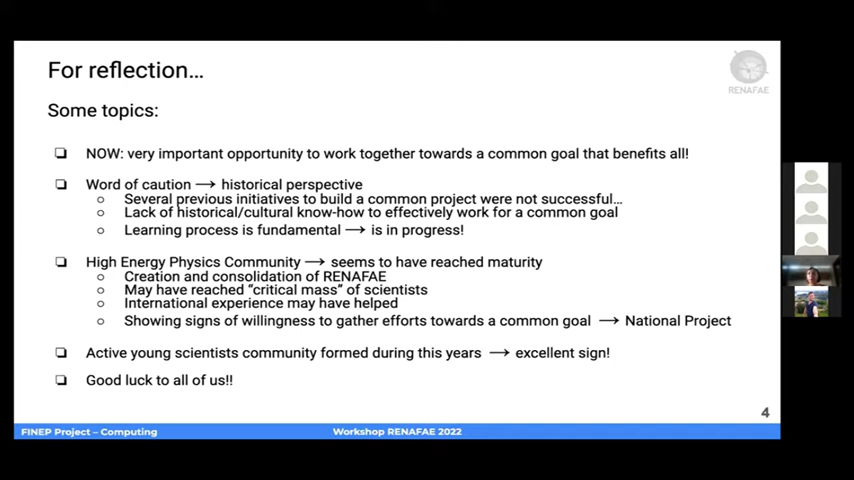 For reflection...
RENAFAE
Some topics:
NOW: very important opportunity to work together towards a common goal that benefits all!
Word of caution → historical perspective
Several previous initiatives to build a common project were not successful...
Lack of historical/cultural know-how to effectively work for a common goal
Learning process is fundamental → is in progress!
High Energy Physics Community → seems to have reached maturity
Creation and consolidation of RENAFAE
May have reached “critical mass” of scientists
International experience may have helped
Showing signs of willingness to gather efforts towards a common goal → National Project
Active young scientists community formed during this years → excellent sign!
Good luck to all of us!!
4
FINEP Project – Computing
Workshop RENAFAE 2022